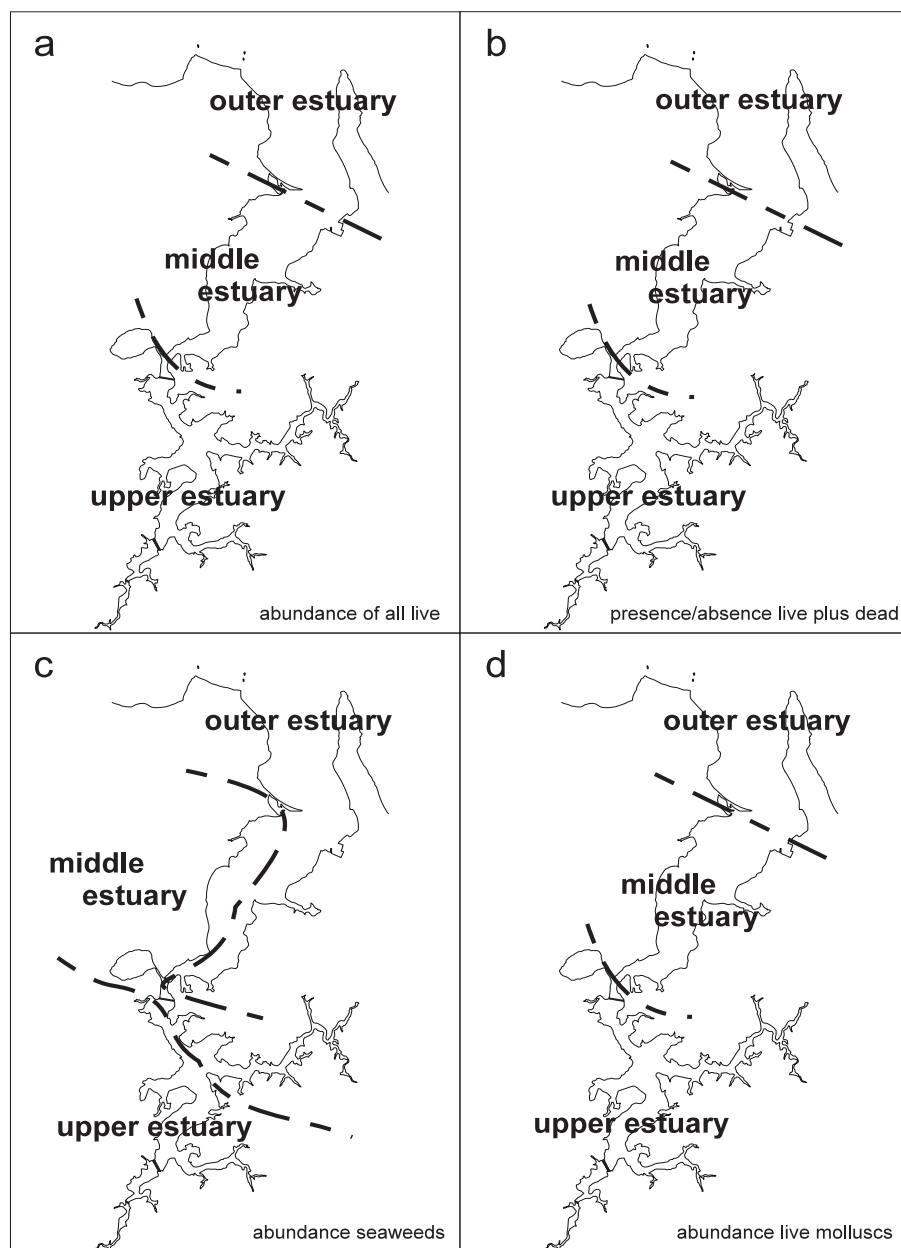 a
outer estuary
middle
estuary
upper estuary
abundance of all live
b
outer estuary
middle
estuary
upper estuary
presence/absence live plus dead
c
outer estuary
middle
estuary
upper estuary
abundance seaweeds
d
outer estuary
middle
estuary
upper estuary
abundance live molluscs